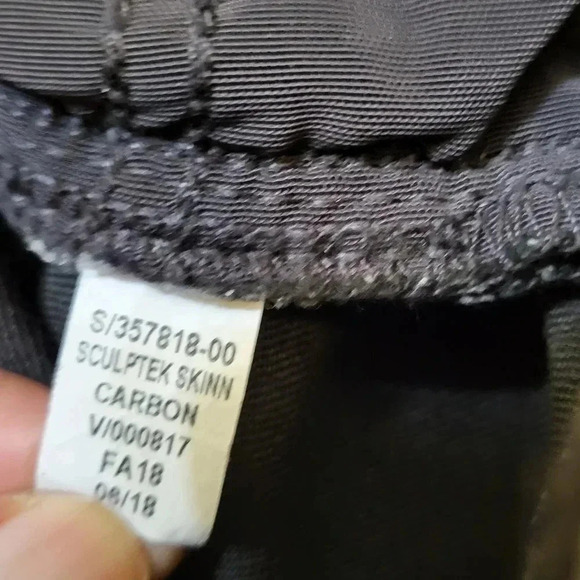 S/357818-00
SCULPTEK SKINN
CARBON
V/000817
FA18
06/18